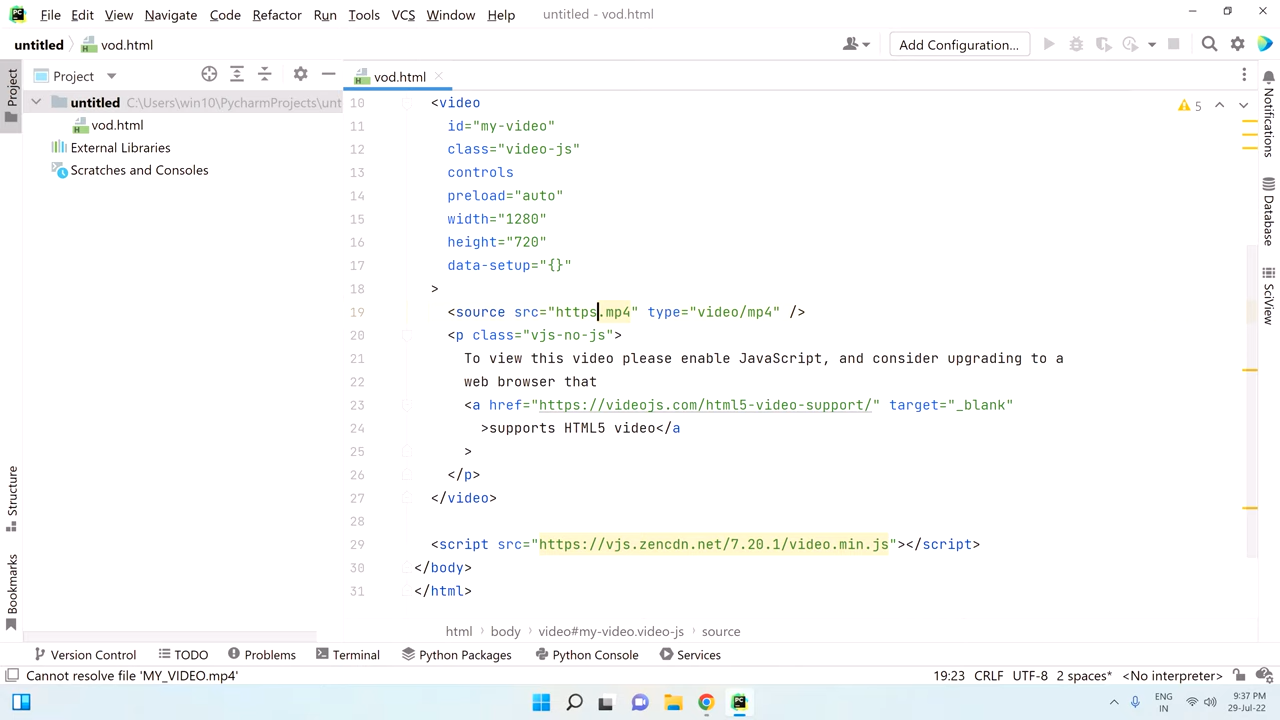 PC File Edit View Navigate Code Refactor Run Tools VCS Window Help untitled - vod.html
untitled vod.html Add Configuration...
Project
Project
vod.html
untitled C:\Users\win10\PycharmProjects\unt
vod.html
External Libraries
Scratches and Consoles
10 <video
11 id="my-video"
12 class="video-js"
13 controls
14 preload="auto"
15 width="1280"
16 height="720"
17 data-setup="{}"
18 >
19 <source src="https.mp4" type="video/mp4" />
20 <p class="vjs-no-js">
21 To view this video please enable JavaScript, and consider upgrading to a
22 web browser that
23 <a href="https://videojs.com/html5-video-support/" target="_blank"
24 >supports HTML5 video</a
25 >
26 </p>
27 </video>
28
29 <script src="https://vjs.zencdn.net/7.20.1/video.min.js"></script>
30 </body>
31 </html>
5
Notifications
Database
SciView
Structure
Bookmarks
html body video#my-video.video-js source
Version Control TODO Problems Terminal Python Packages Python Console Services
Cannot resolve file 'MY_VIDEO.mp4' 19:23 CRLF UTF-8 2 spaces* <No interpreter>
PC
ENG
IN
9:37 PM
29-Jul-22